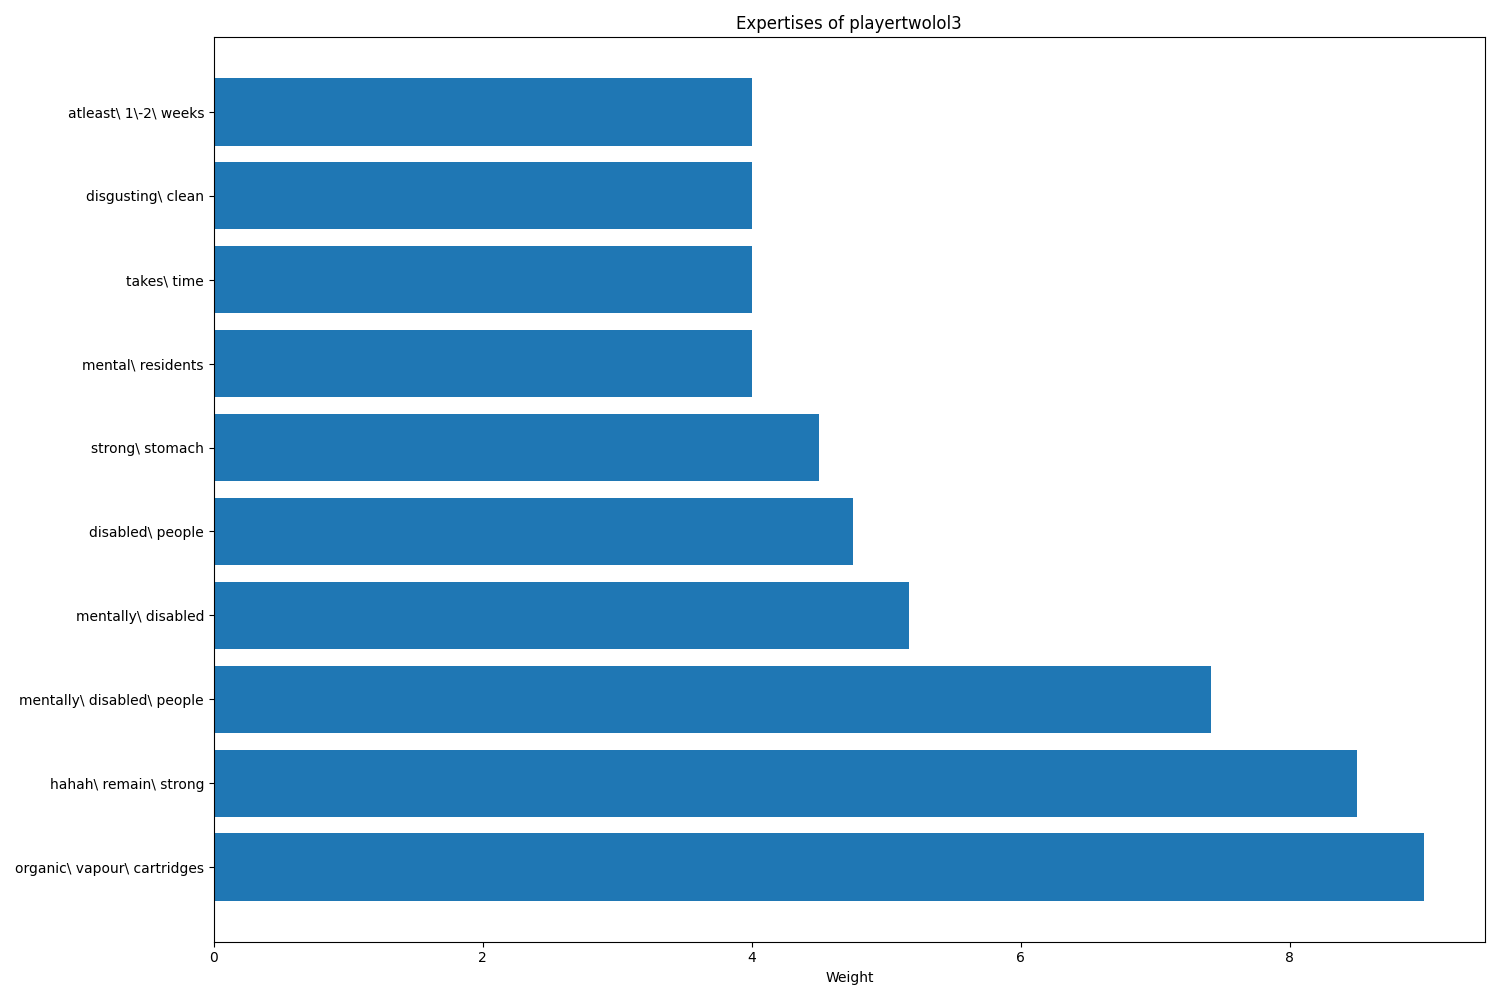 Expertises of playertwolol3
atleast\ 1\-2\ weeks
disgusting\ clean
takes\ time
mental\ residents
strong\ stomach
disabled\ people
mentally\ disabled
mentally\ disabled\ people
hahah\ remain\ strong
organic\ vapour\ cartridges
0 2 4 6 8
Weight